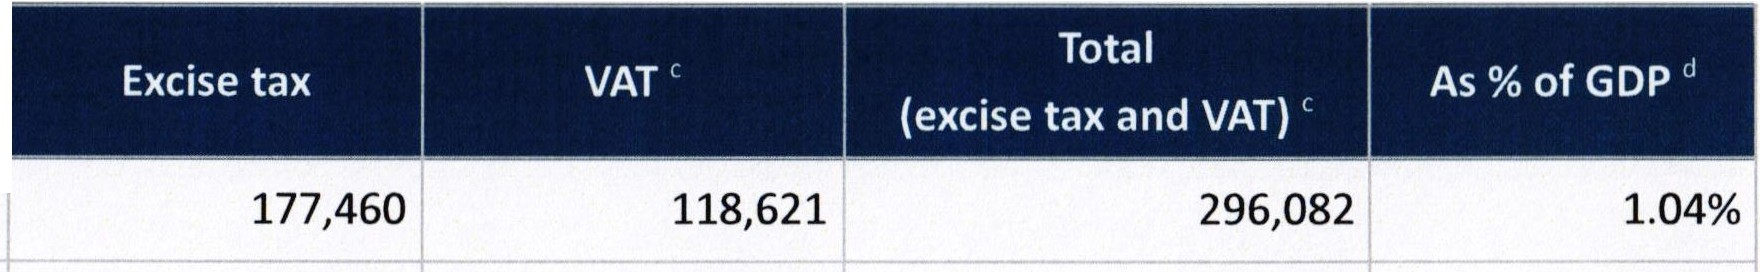 Excise tax
VAT c
Total
(excise tax and VAT) c
As % of GDP d
177,460
118,621
296,082
1.04%